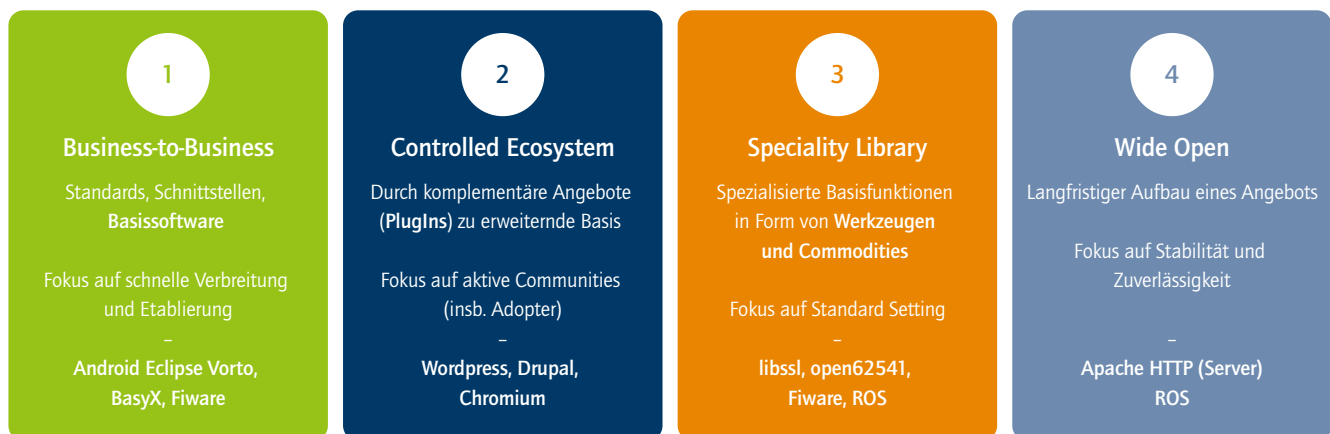 1
Business-to-Business
Standards, Schnittstellen,
Basissoftware
Fokus auf schnelle Verbreitung
und Etablierung
–
Android Eclipse Vorto,
BasyX, Fiware
2
Controlled Ecosystem
Durch komplementäre Angebote
(PlugIns) zu erweiternde Basis
Fokus auf aktive Communities
(insb. Adopter)
–
Wordpress, Drupal,
Chromium
3
Speciality Library
Spezialisierte Basisfunktionen
in Form von Werkzeugen
und Commodities
Fokus auf Standard Setting
–
libssl, open62541,
Fiware, ROS
4
Wide Open
Langfristiger Aufbau eines Angebots
Fokus auf Stabilität und
Zuverlässigkeit
–
Apache HTTP (Server)
ROS